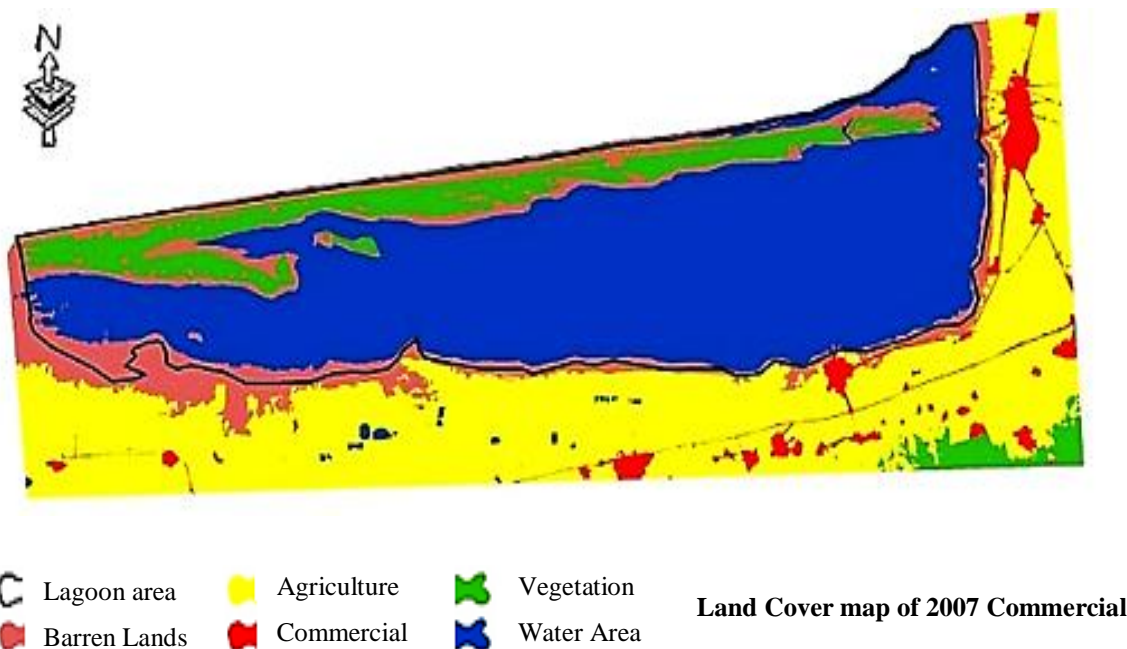 N
Lagoon area
Agriculture
Vegetation
Barren Lands
Commercial
Water Area
Land Cover map of 2007 Commercial